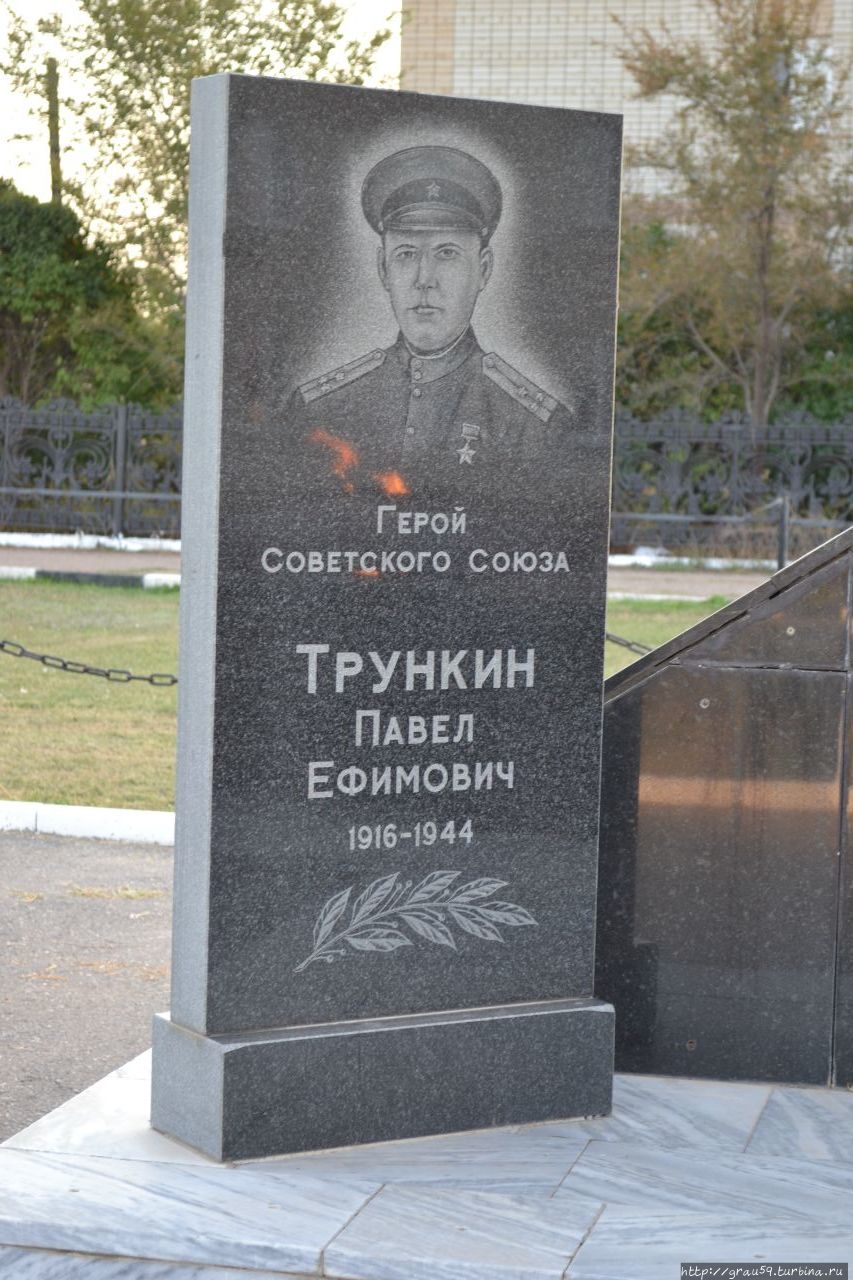 Герой
Советского Союза
Трункин
Павел
Ефимович
1916-1944
http://grau59.turbina.ru